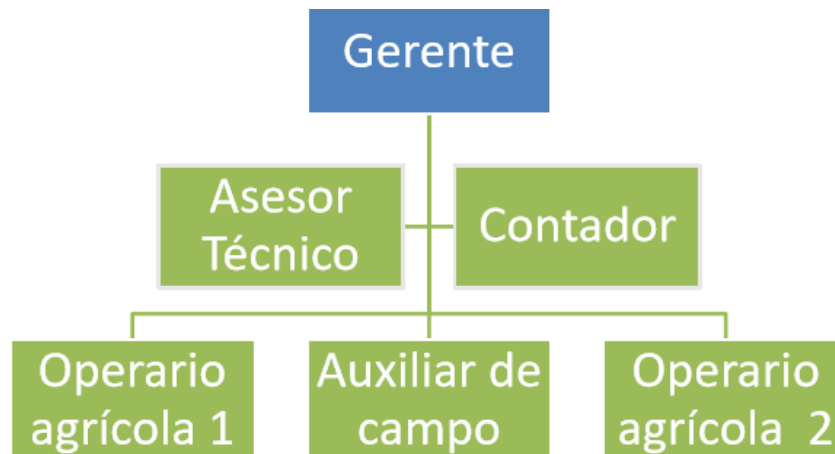 Gerente
Asesor
Técnico
Contador
Operario
agrícola 1
Auxiliar de
campo
Operario
agrícola 2